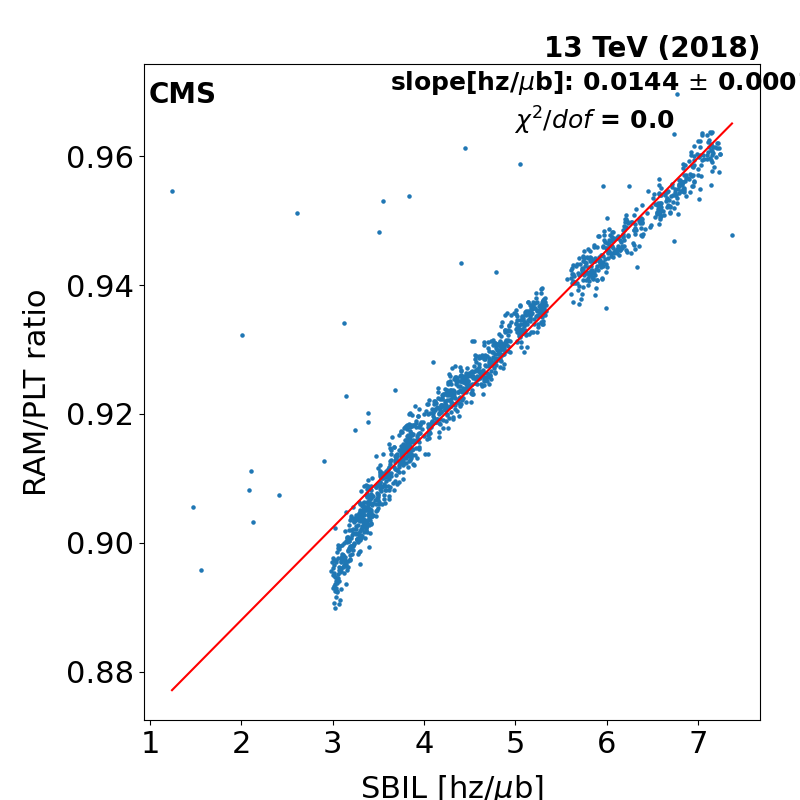 13 TeV (2018)
CMS
slope[hz/μb]: 0.0144 ± 0.000
χ²/dof = 0.0
0.96
0.94
0.92
0.90
0.88
RAM/PLT ratio
1 2 3 4 5 6 7
SBIL [hz/μb]